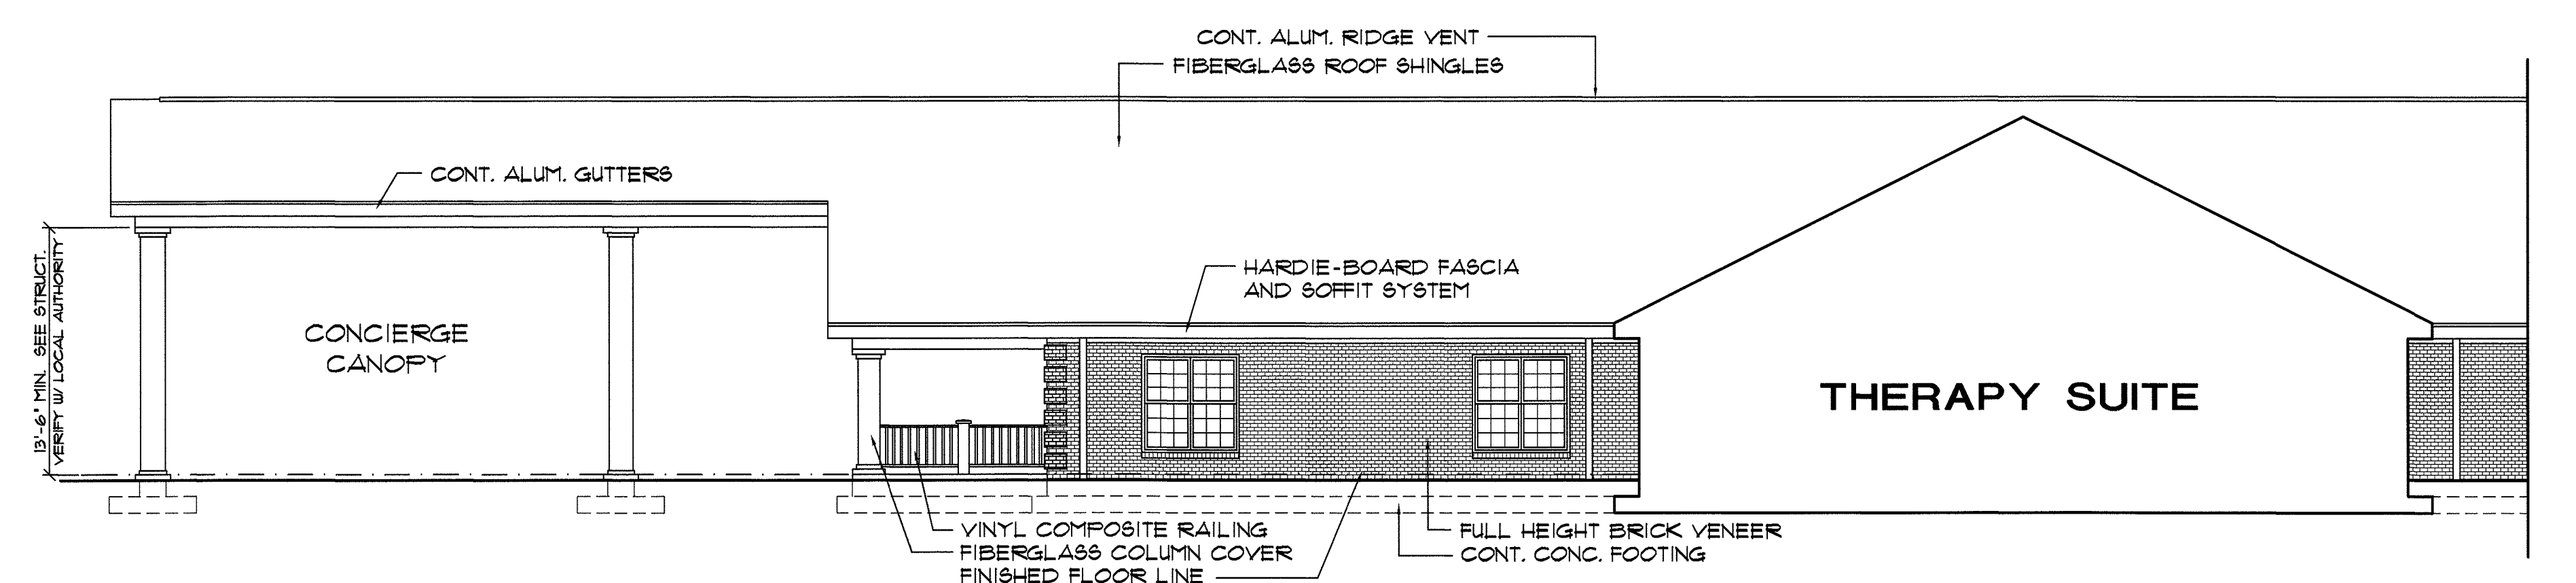 CONT. ALUM. RIDGE VENT
FIBERGLASS ROOF SHINGLES
CONT. ALUM. GUTTERS
13'-6" MIN. SEE STRUCT.
VERIFY W/ LOCAL AUTHORITY
HARDIE-BOARD FASCIA
AND SOFFIT SYSTEM
CONCIERGE
CANOPY
THERAPY SUITE
VINYL COMPOSITE RAILING
FIBERGLASS COLUMN COVER
FINISHED FLOOR LINE
FULL HEIGHT BRICK VENEER
CONT. CONC. FOOTING